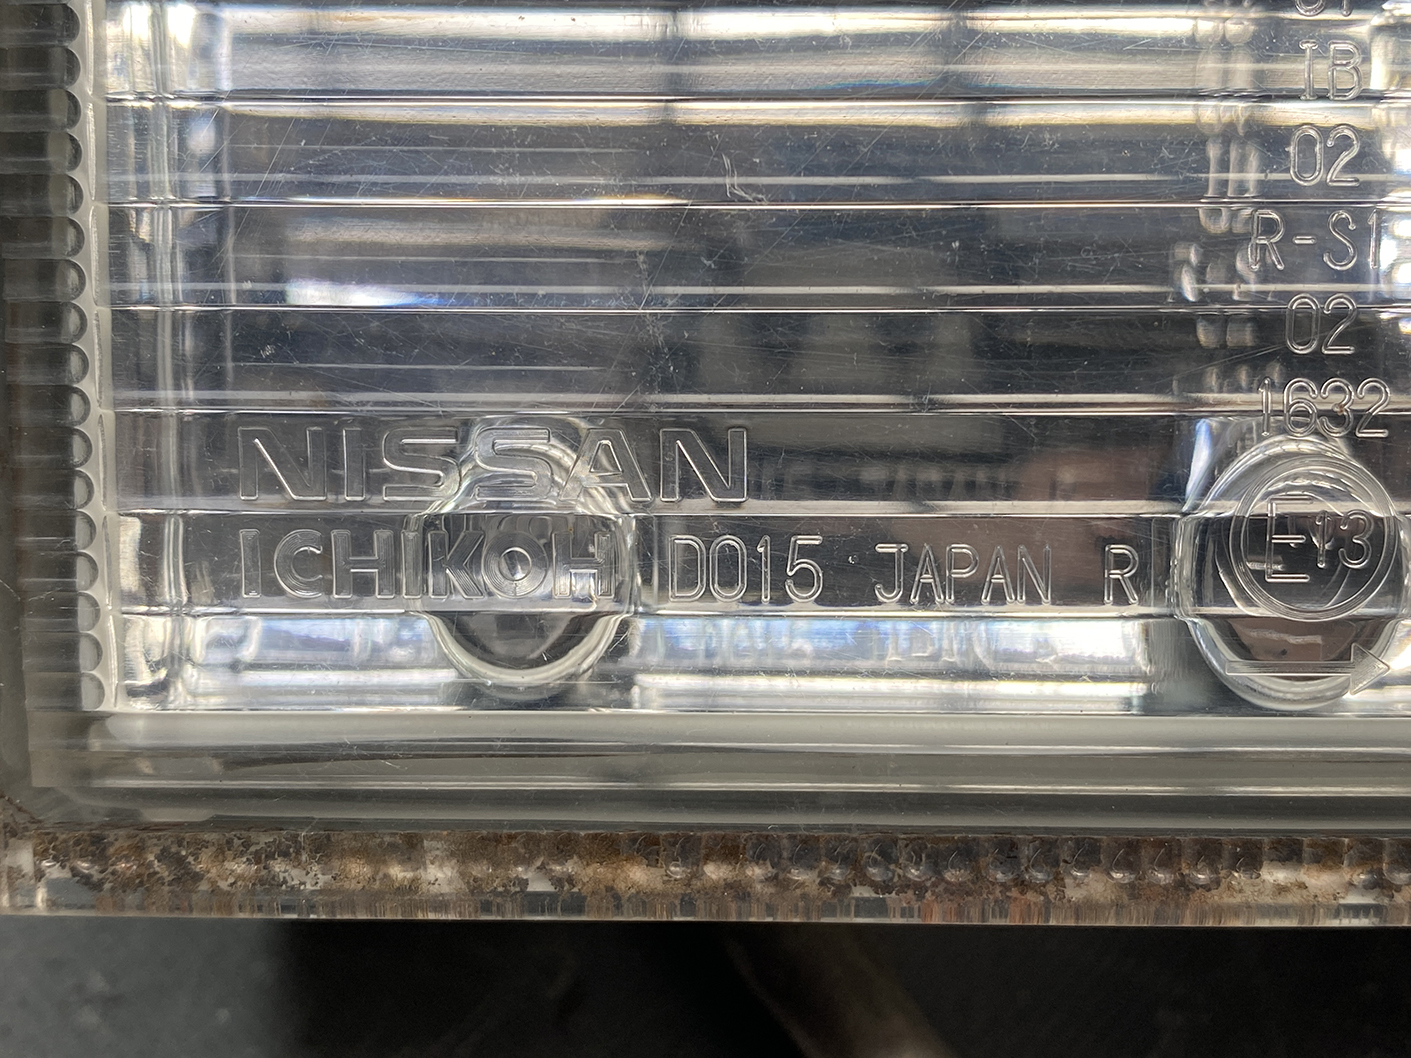 IB
02
R-S1
02
1632
NISSAN
E13
ICHIKOH D015 JAPAN R